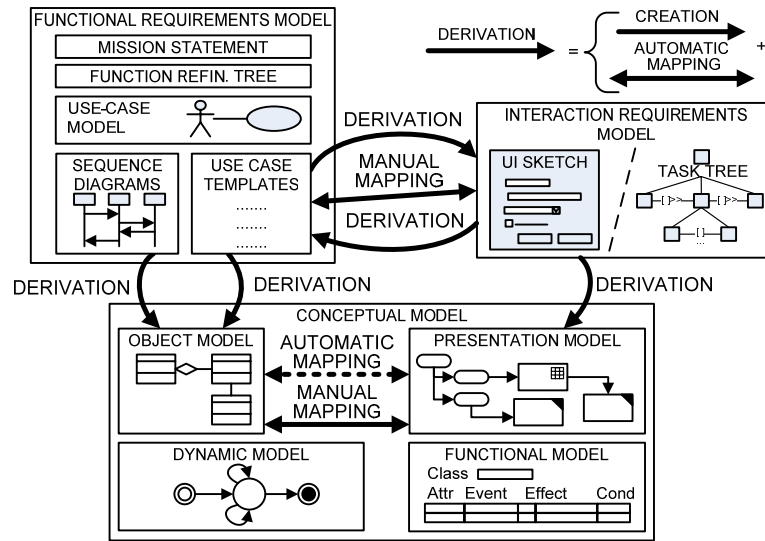 FUNCTIONAL REQUIREMENTS MODEL
MISSION STATEMENT
FUNCTION REFIN. TREE
USE-CASE
MODEL
SEQUENCE
DIAGRAMS
USE CASE
TEMPLATES
.......
.......
.......
DERIVATION
=
CREATION
AUTOMATIC
MAPPING
+
DERIVATION
MANUAL
MAPPING
DERIVATION
INTERACTION REQUIREMENTS
MODEL
UI SKETCH
TASK TREE
[ ]>>
[ ]>>
[ ]
...
DERIVATION
DERIVATION
DERIVATION
CONCEPTUAL MODEL
OBJECT MODEL
AUTOMATIC
MAPPING
MANUAL
MAPPING
PRESENTATION MODEL
DYNAMIC MODEL
FUNCTIONAL MODEL
Class
Attr Event Effect Cond